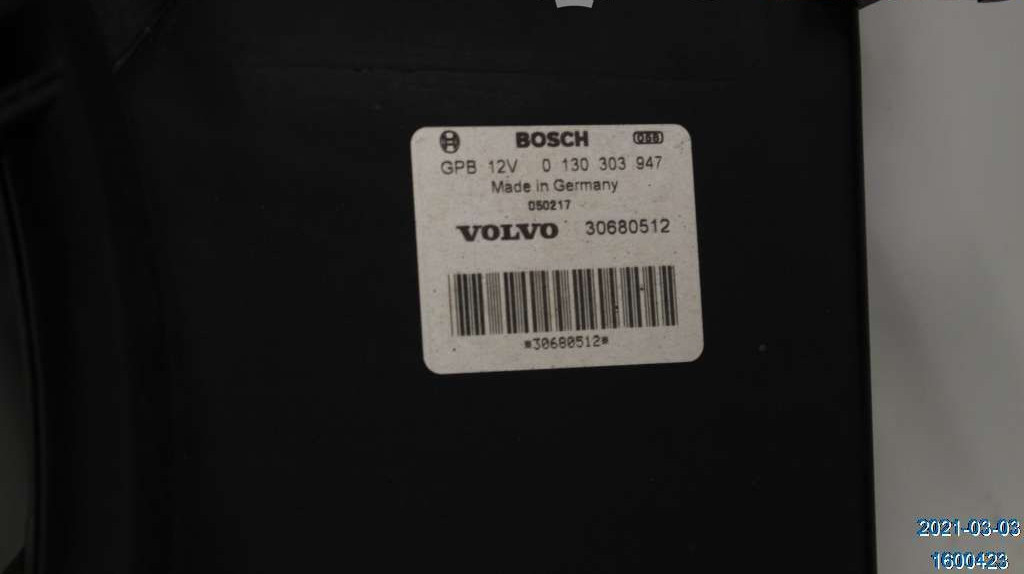 BOSCH
GPB 12V 0 130 303 947
Made in Germany
050217
VOLVO 30680512
*30680512*
2021-03-03
1600423